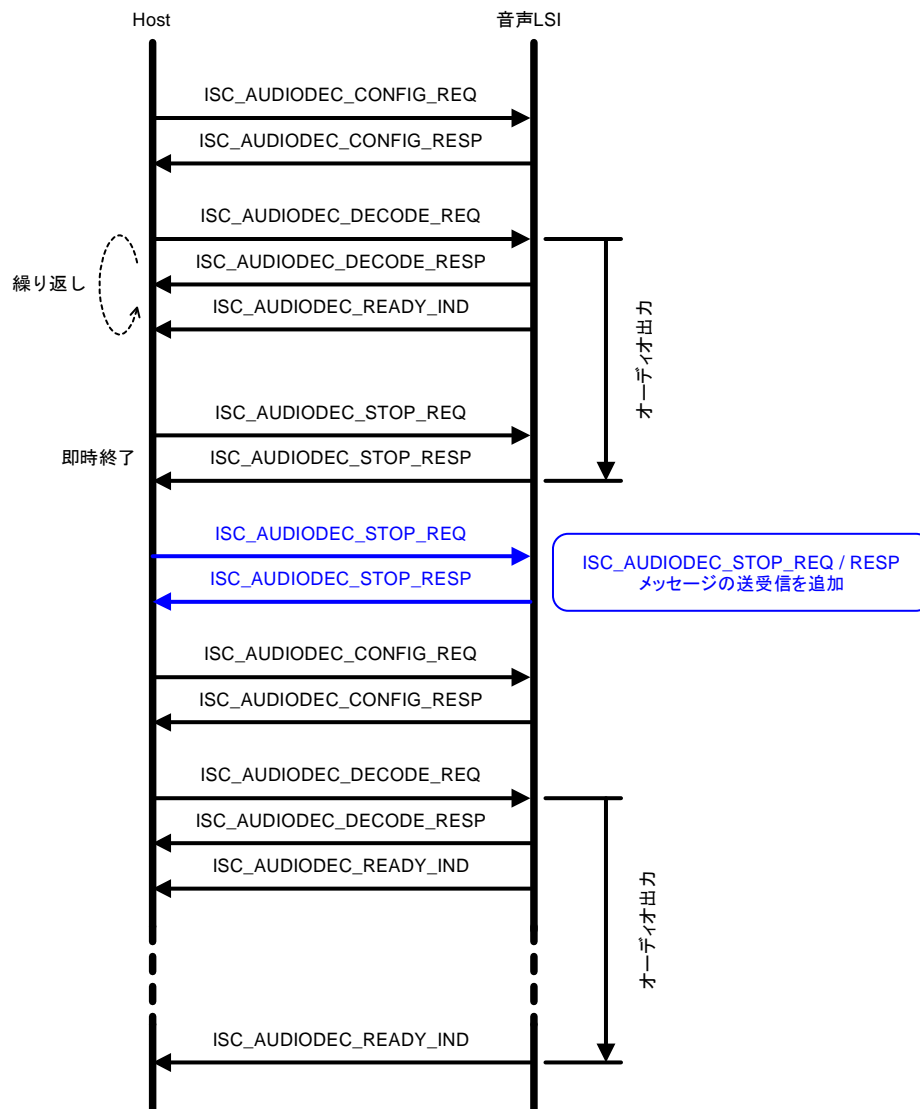 Host
音声LSI
ISC_AUDIODEC_CONFIG_REQ
ISC_AUDIODEC_CONFIG_RESP
ISC_AUDIODEC_DECODE_REQ
ISC_AUDIODEC_DECODE_RESP
繰り返し
ISC_AUDIODEC_READY_IND
オーディオ出力
ISC_AUDIODEC_STOP_REQ
即時終了
ISC_AUDIODEC_STOP_RESP
ISC_AUDIODEC_STOP_REQ
ISC_AUDIODEC_STOP_REQ / RESP
メッセージの送受信を追加
ISC_AUDIODEC_STOP_RESP
ISC_AUDIODEC_CONFIG_REQ
ISC_AUDIODEC_CONFIG_RESP
ISC_AUDIODEC_DECODE_REQ
ISC_AUDIODEC_DECODE_RESP
ISC_AUDIODEC_READY_IND
オーディオ出力
ISC_AUDIODEC_READY_IND